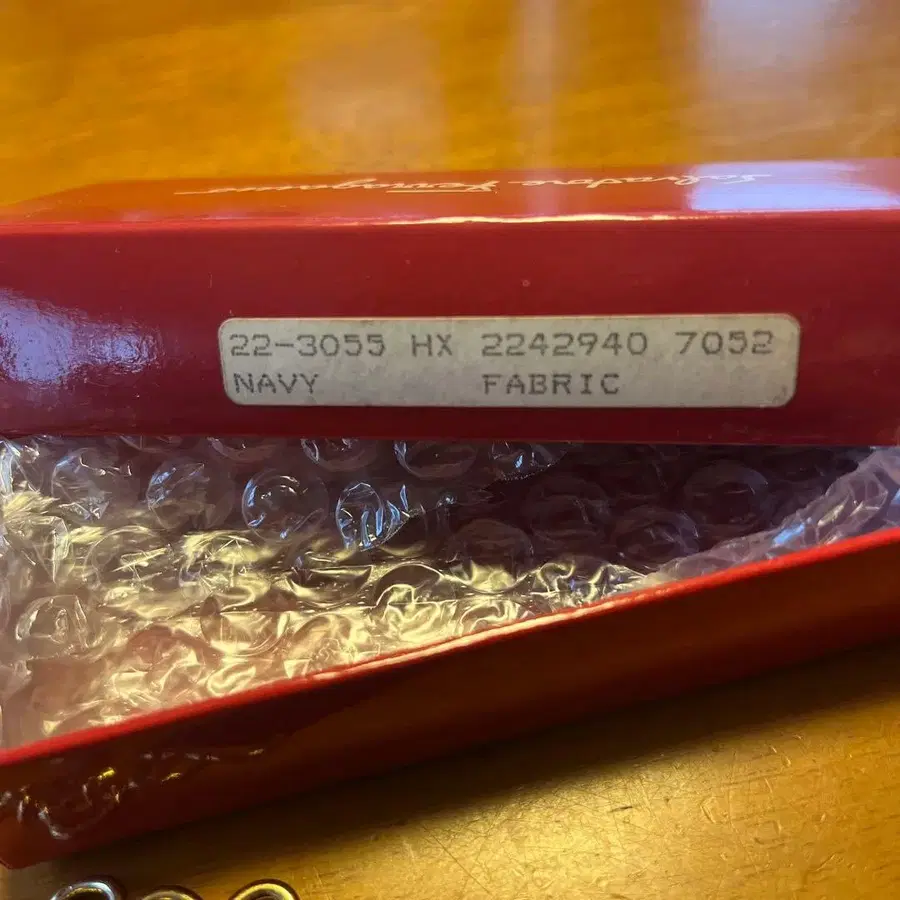 Salvatore Ferragamo
22-3055 HX 2242940 7052
NAVY FABRIC